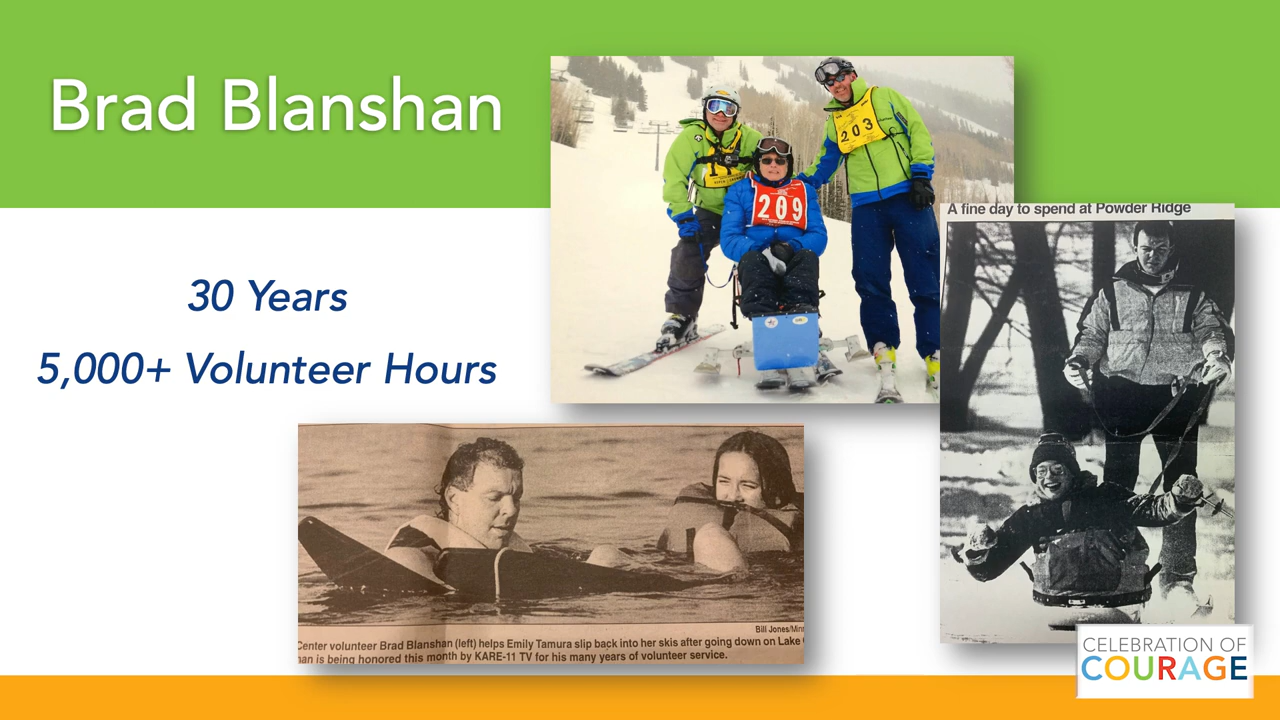 Brad Blanshan
30 Years
5,000+ Volunteer Hours
203
209
A fine day to spend at Powder Ridge
Bill Jones/Minn
Center volunteer Brad Blanshan (left) helps Emily Tamura slip back into her skis after going down on Lake
han is being honored this month by KARE-11 TV for his many years of volunteer service.
CELEBRATION OF
COURAGE